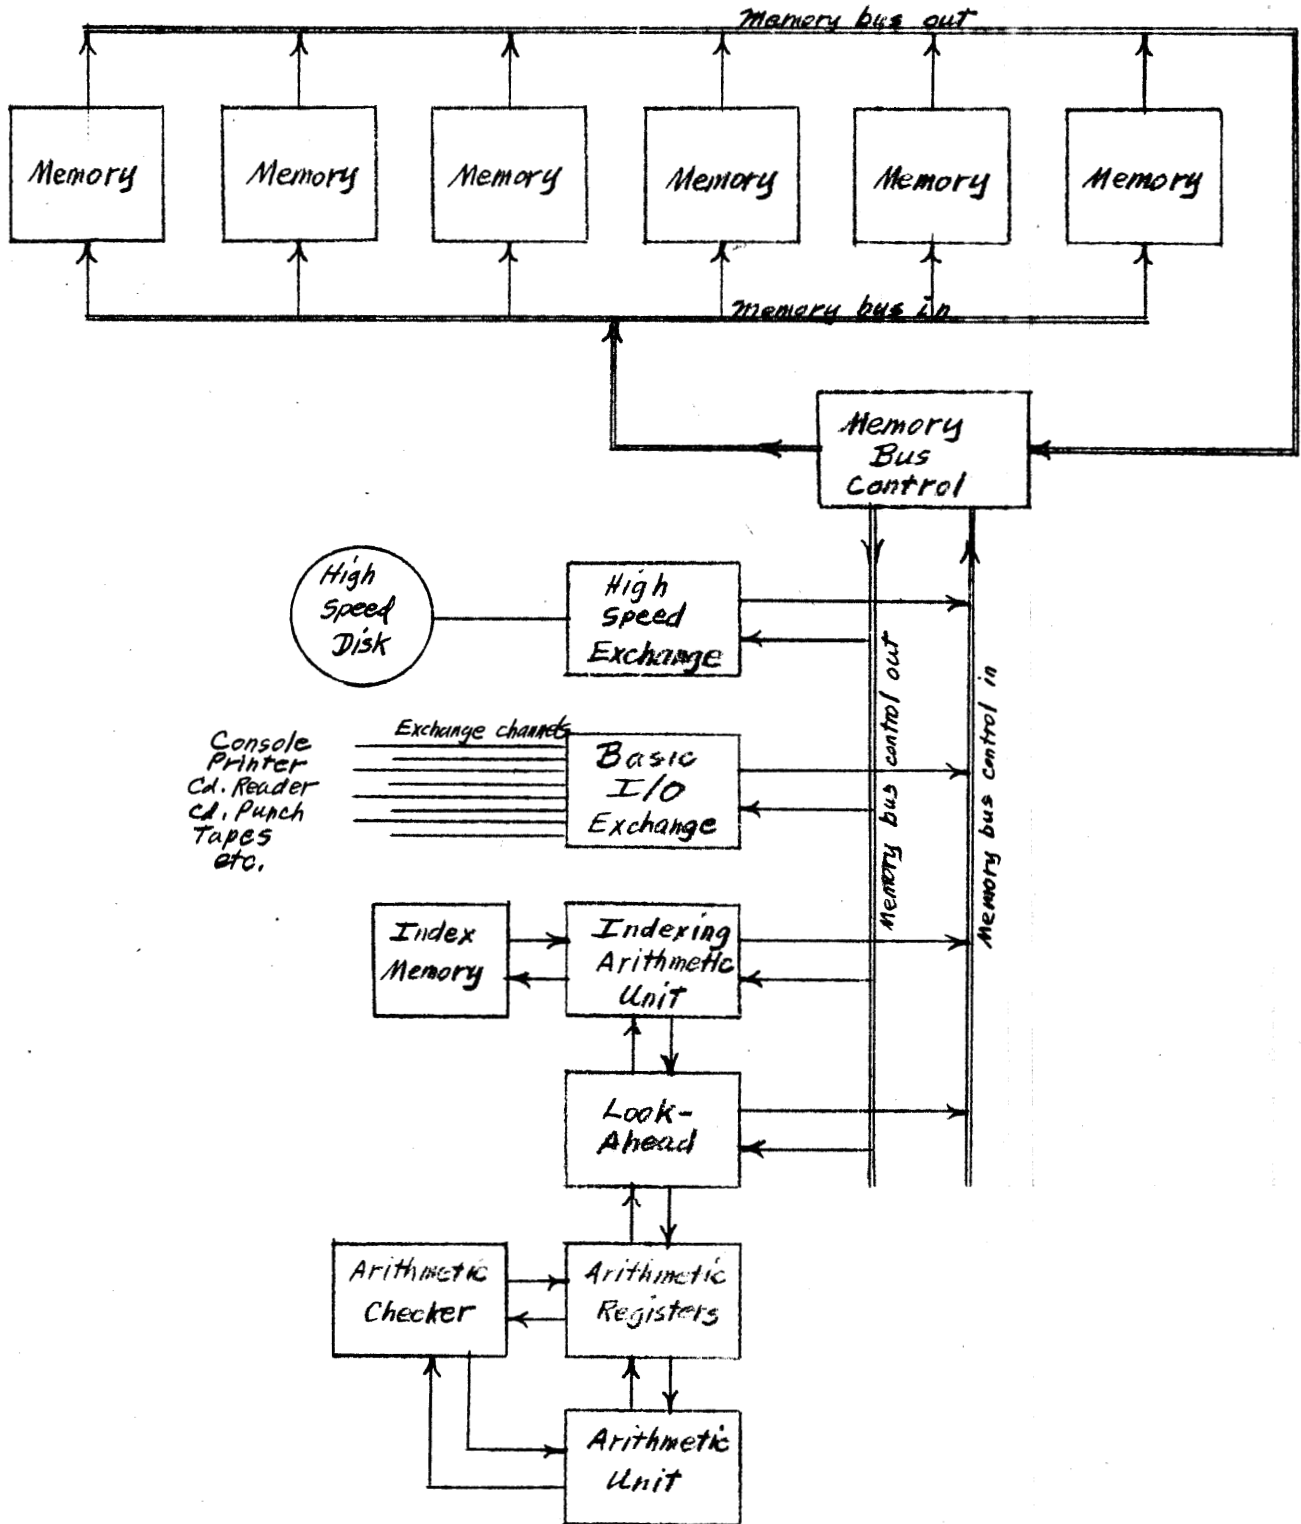 Memory bus out
Memory
Memory
Memory
Memory
Memory
Memory
Memory bus in
Memory
Bus
Control
High
Speed
Disk
High
Speed
Exchange
Memory bus control out
Memory bus control in
Exchange channels
Console
Printer
Cd. Reader
Cd. Punch
Tapes
etc.
Basic
I/O
Exchange
Index
Memory
Indexing
Arithmetic
Unit
Look-
Ahead
Arithmetic
Checker
Arithmetic
Registers
Arithmetic
Unit